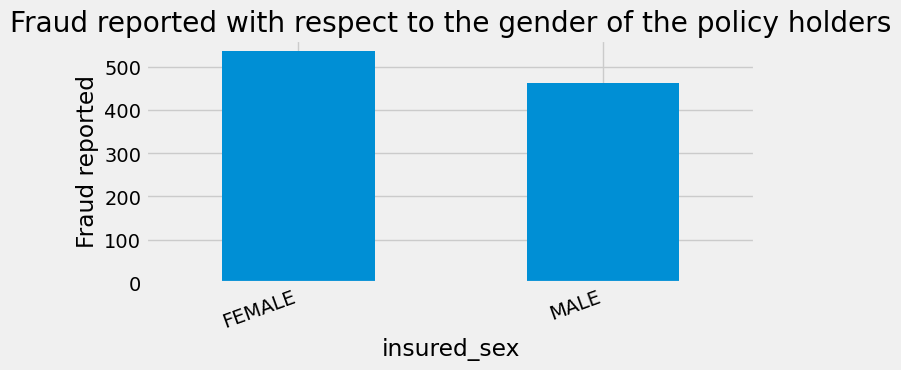 Fraud reported with respect to the gender of the policy holders
Fraud reported
500
400
300
200
100
0
FEMALE
MALE
insured_sex